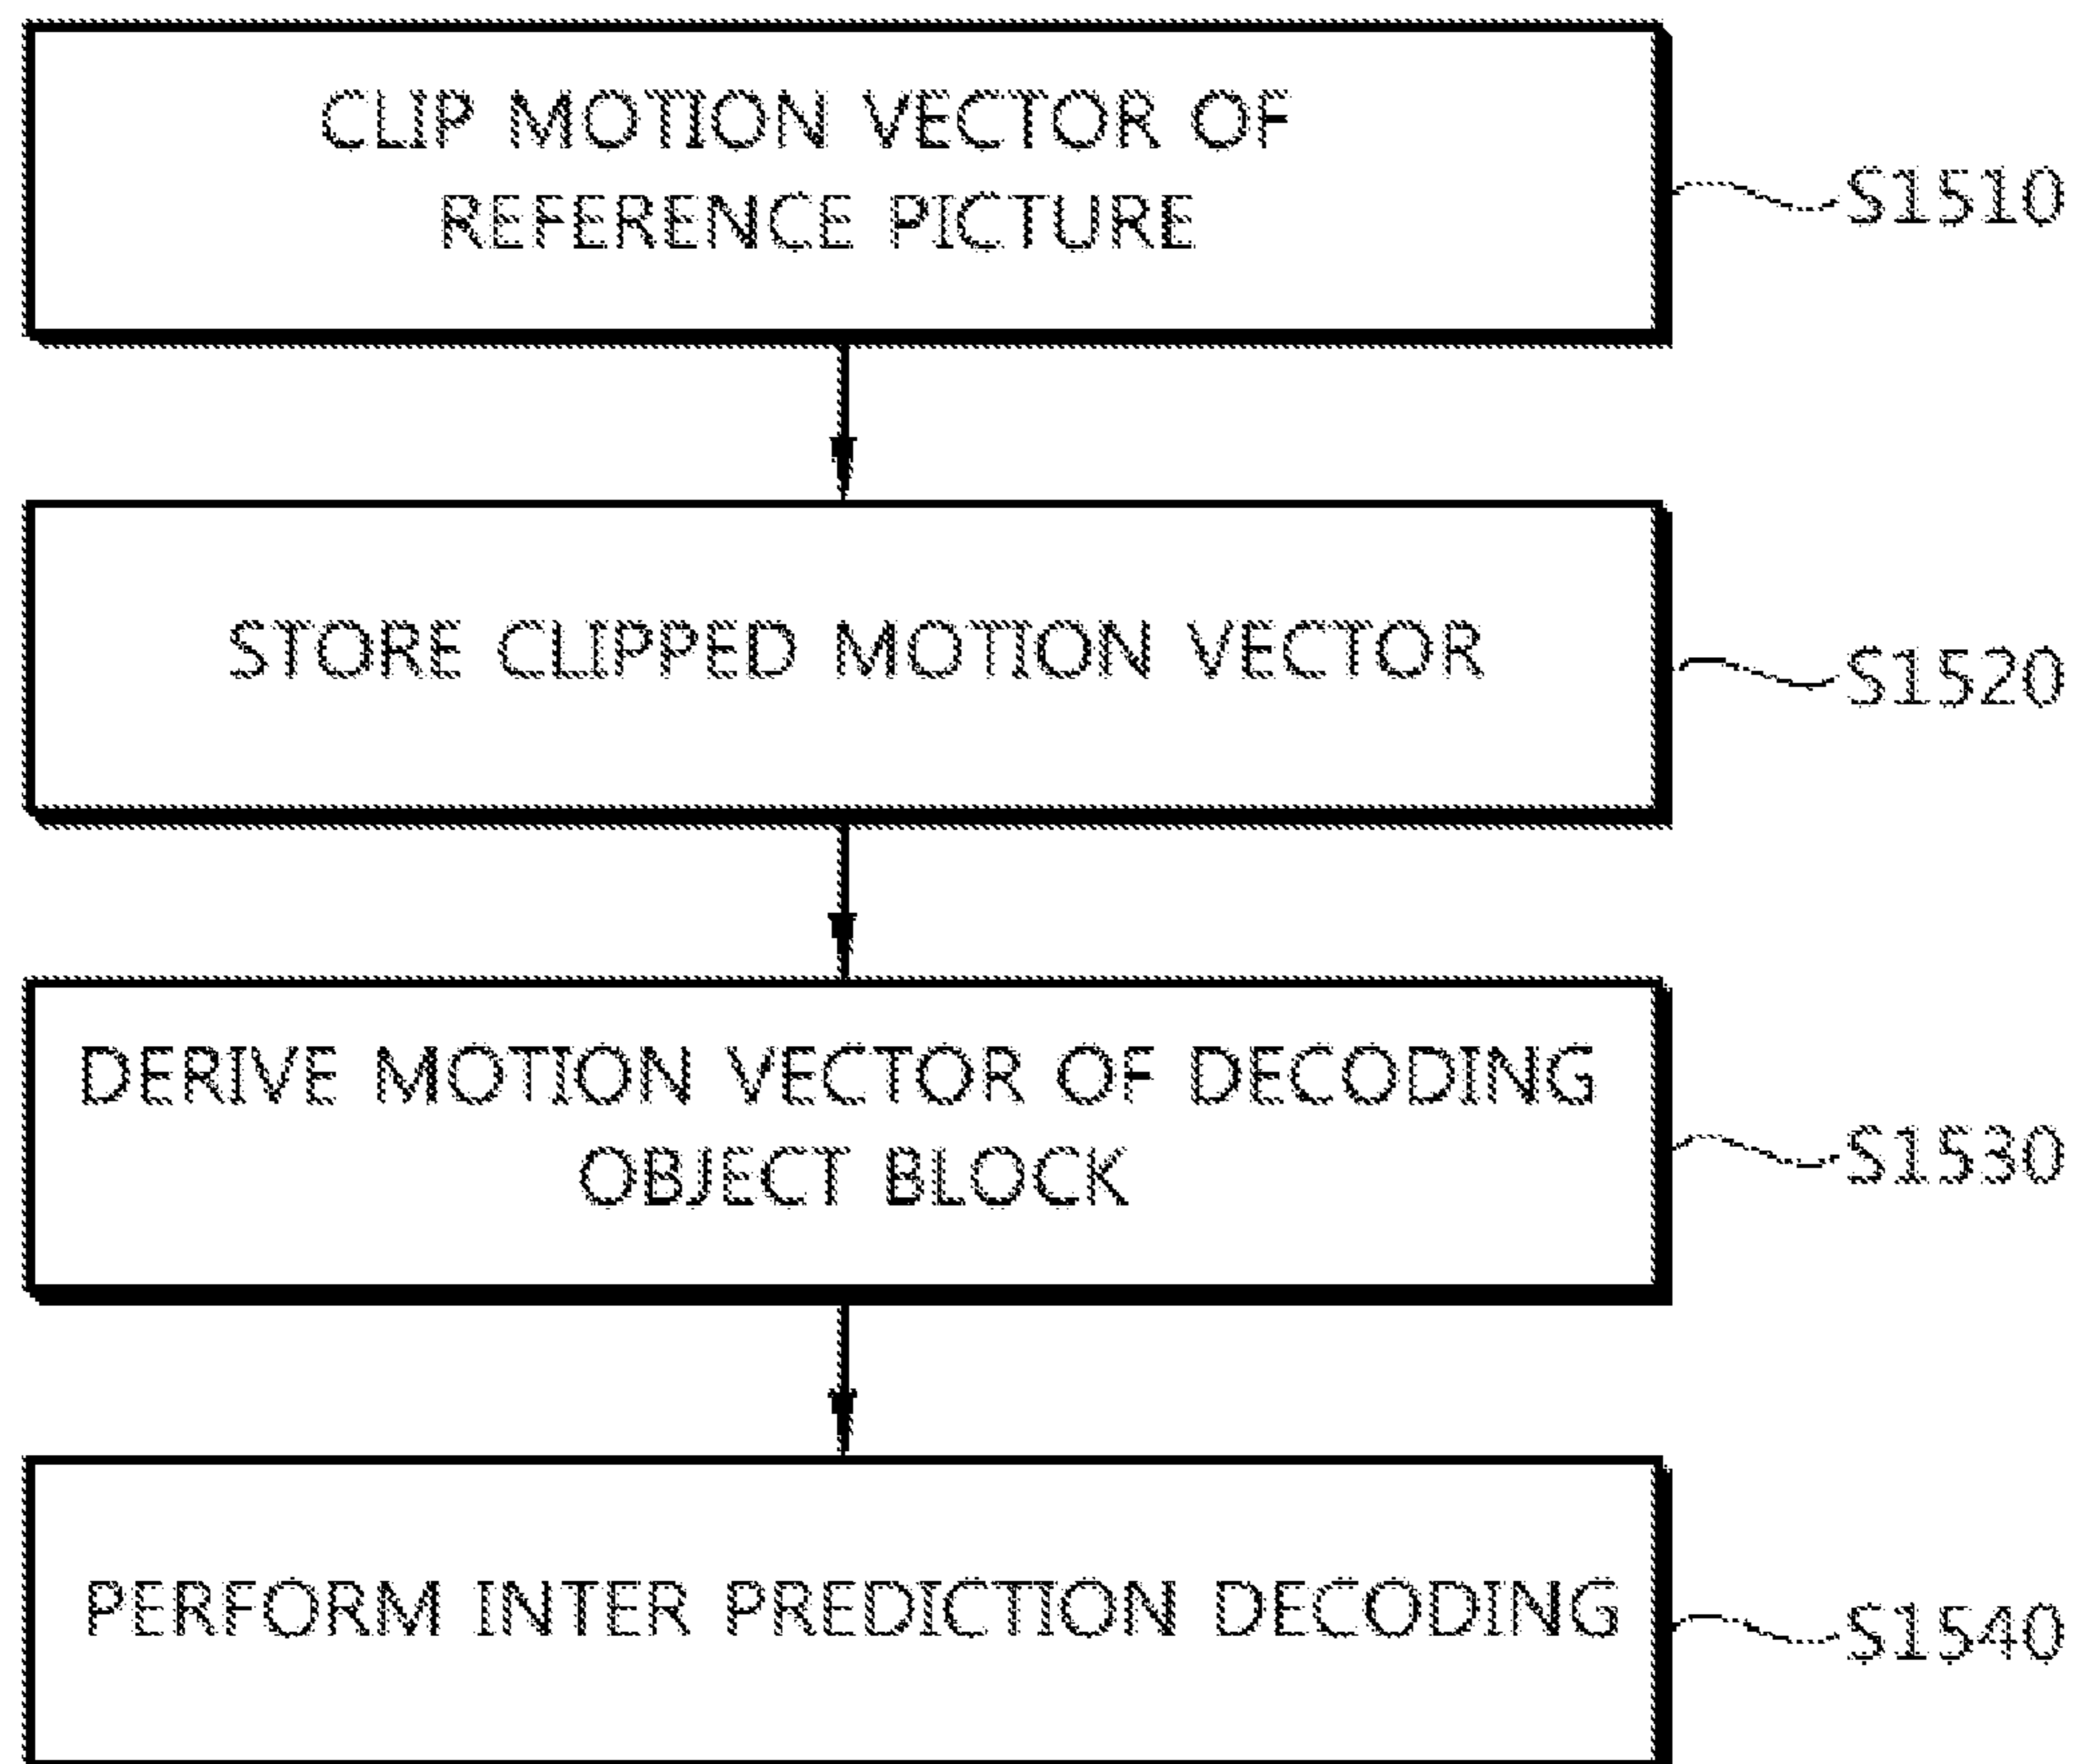 CLIP MOTION VECTOR OF
REFERENCE PICTURE
S1510
STORE CLIPPED MOTION VECTOR
S1520
DERIVE MOTION VECTOR OF DECODING
OBJECT BLOCK
S1530
PERFORM INTER PREDICTION DECODING
S1540